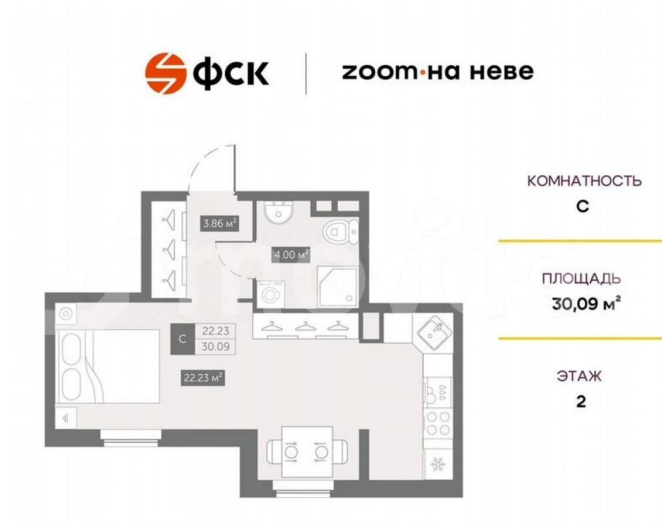 ФСК
zoom•на неве
КОМНАТНОСТЬ
С
ПЛОЩАДЬ
30,09 м²
ЭТАЖ
2
3.86 м²
4.00 м²
С
22.23
30.09
22.23 м²